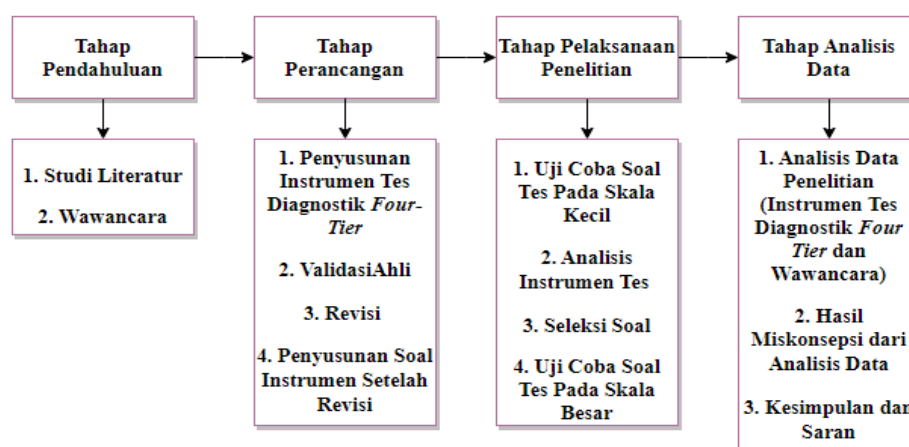 Tahap
Pendahuluan
Tahap
Perancangan
Tahap Pelaksanaan
Penelitian
Tahap Analisis
Data
1. Studi Literatur
2. Wawancara
1. Penyusunan
Instrumen Tes
Diagnostik Four-
Tier
2. ValidasiAhli
3. Revisi
4. Penyusunan Soal
Instrumen Setelah
Revisi
1. Uji Coba Soal
Tes Pada Skala
Kecil
2. Analisis
Instrumen Tes
3. Seleksi Soal
4. Uji Coba Soal
Tes Pada Skala
Besar
1. Analisis Data
Penelitian
(Instrumen Tes
Diagnostik Four
Tier dan
Wawancara)
2. Hasil
Miskonsepsi dari
Analisis Data
3. Kesimpulan dan
Saran